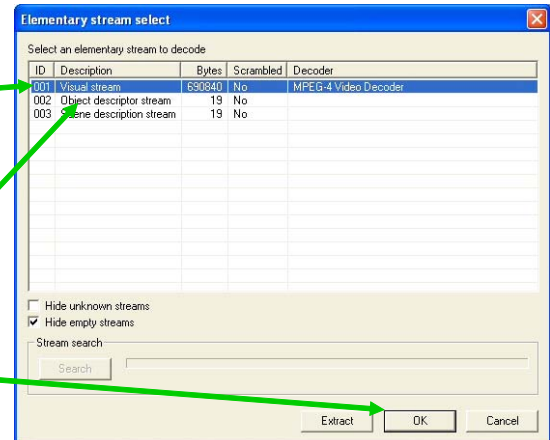 Elementary stream select
Select an elementary stream to decode
ID Description Bytes Scrambled Decoder
001 Visual stream 690840 No MPEG-4 Video Decoder
002 Object descriptor stream 19 No
003 Scene description stream 19 No
Hide unknown streams
Hide empty streams
Stream search
Search
Extract OK Cancel